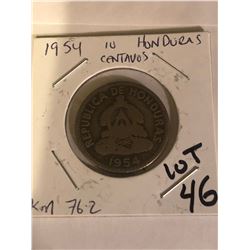 1954 10 HONDURAS
CENTAVOS
REPUBLICA DE HONDURAS
1954
LOT
46
KM 76.2